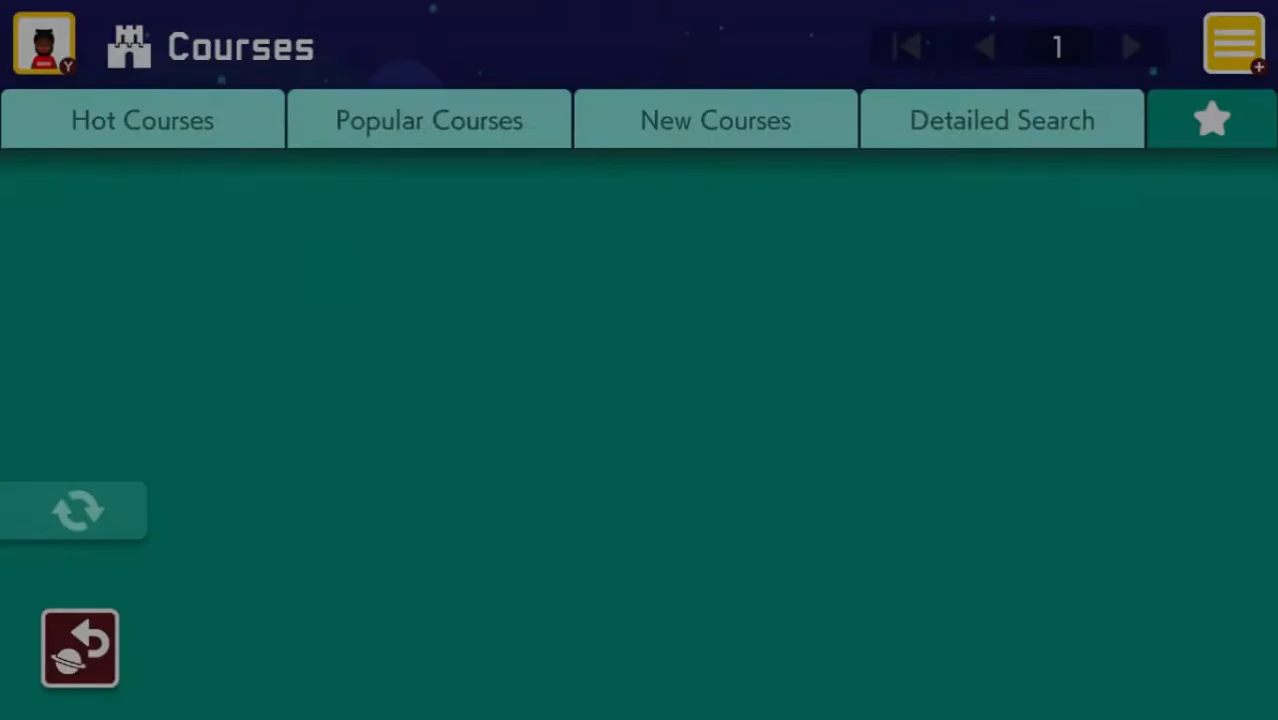 Courses
1
Hot Courses
Popular Courses
New Courses
Detailed Search
Y
+